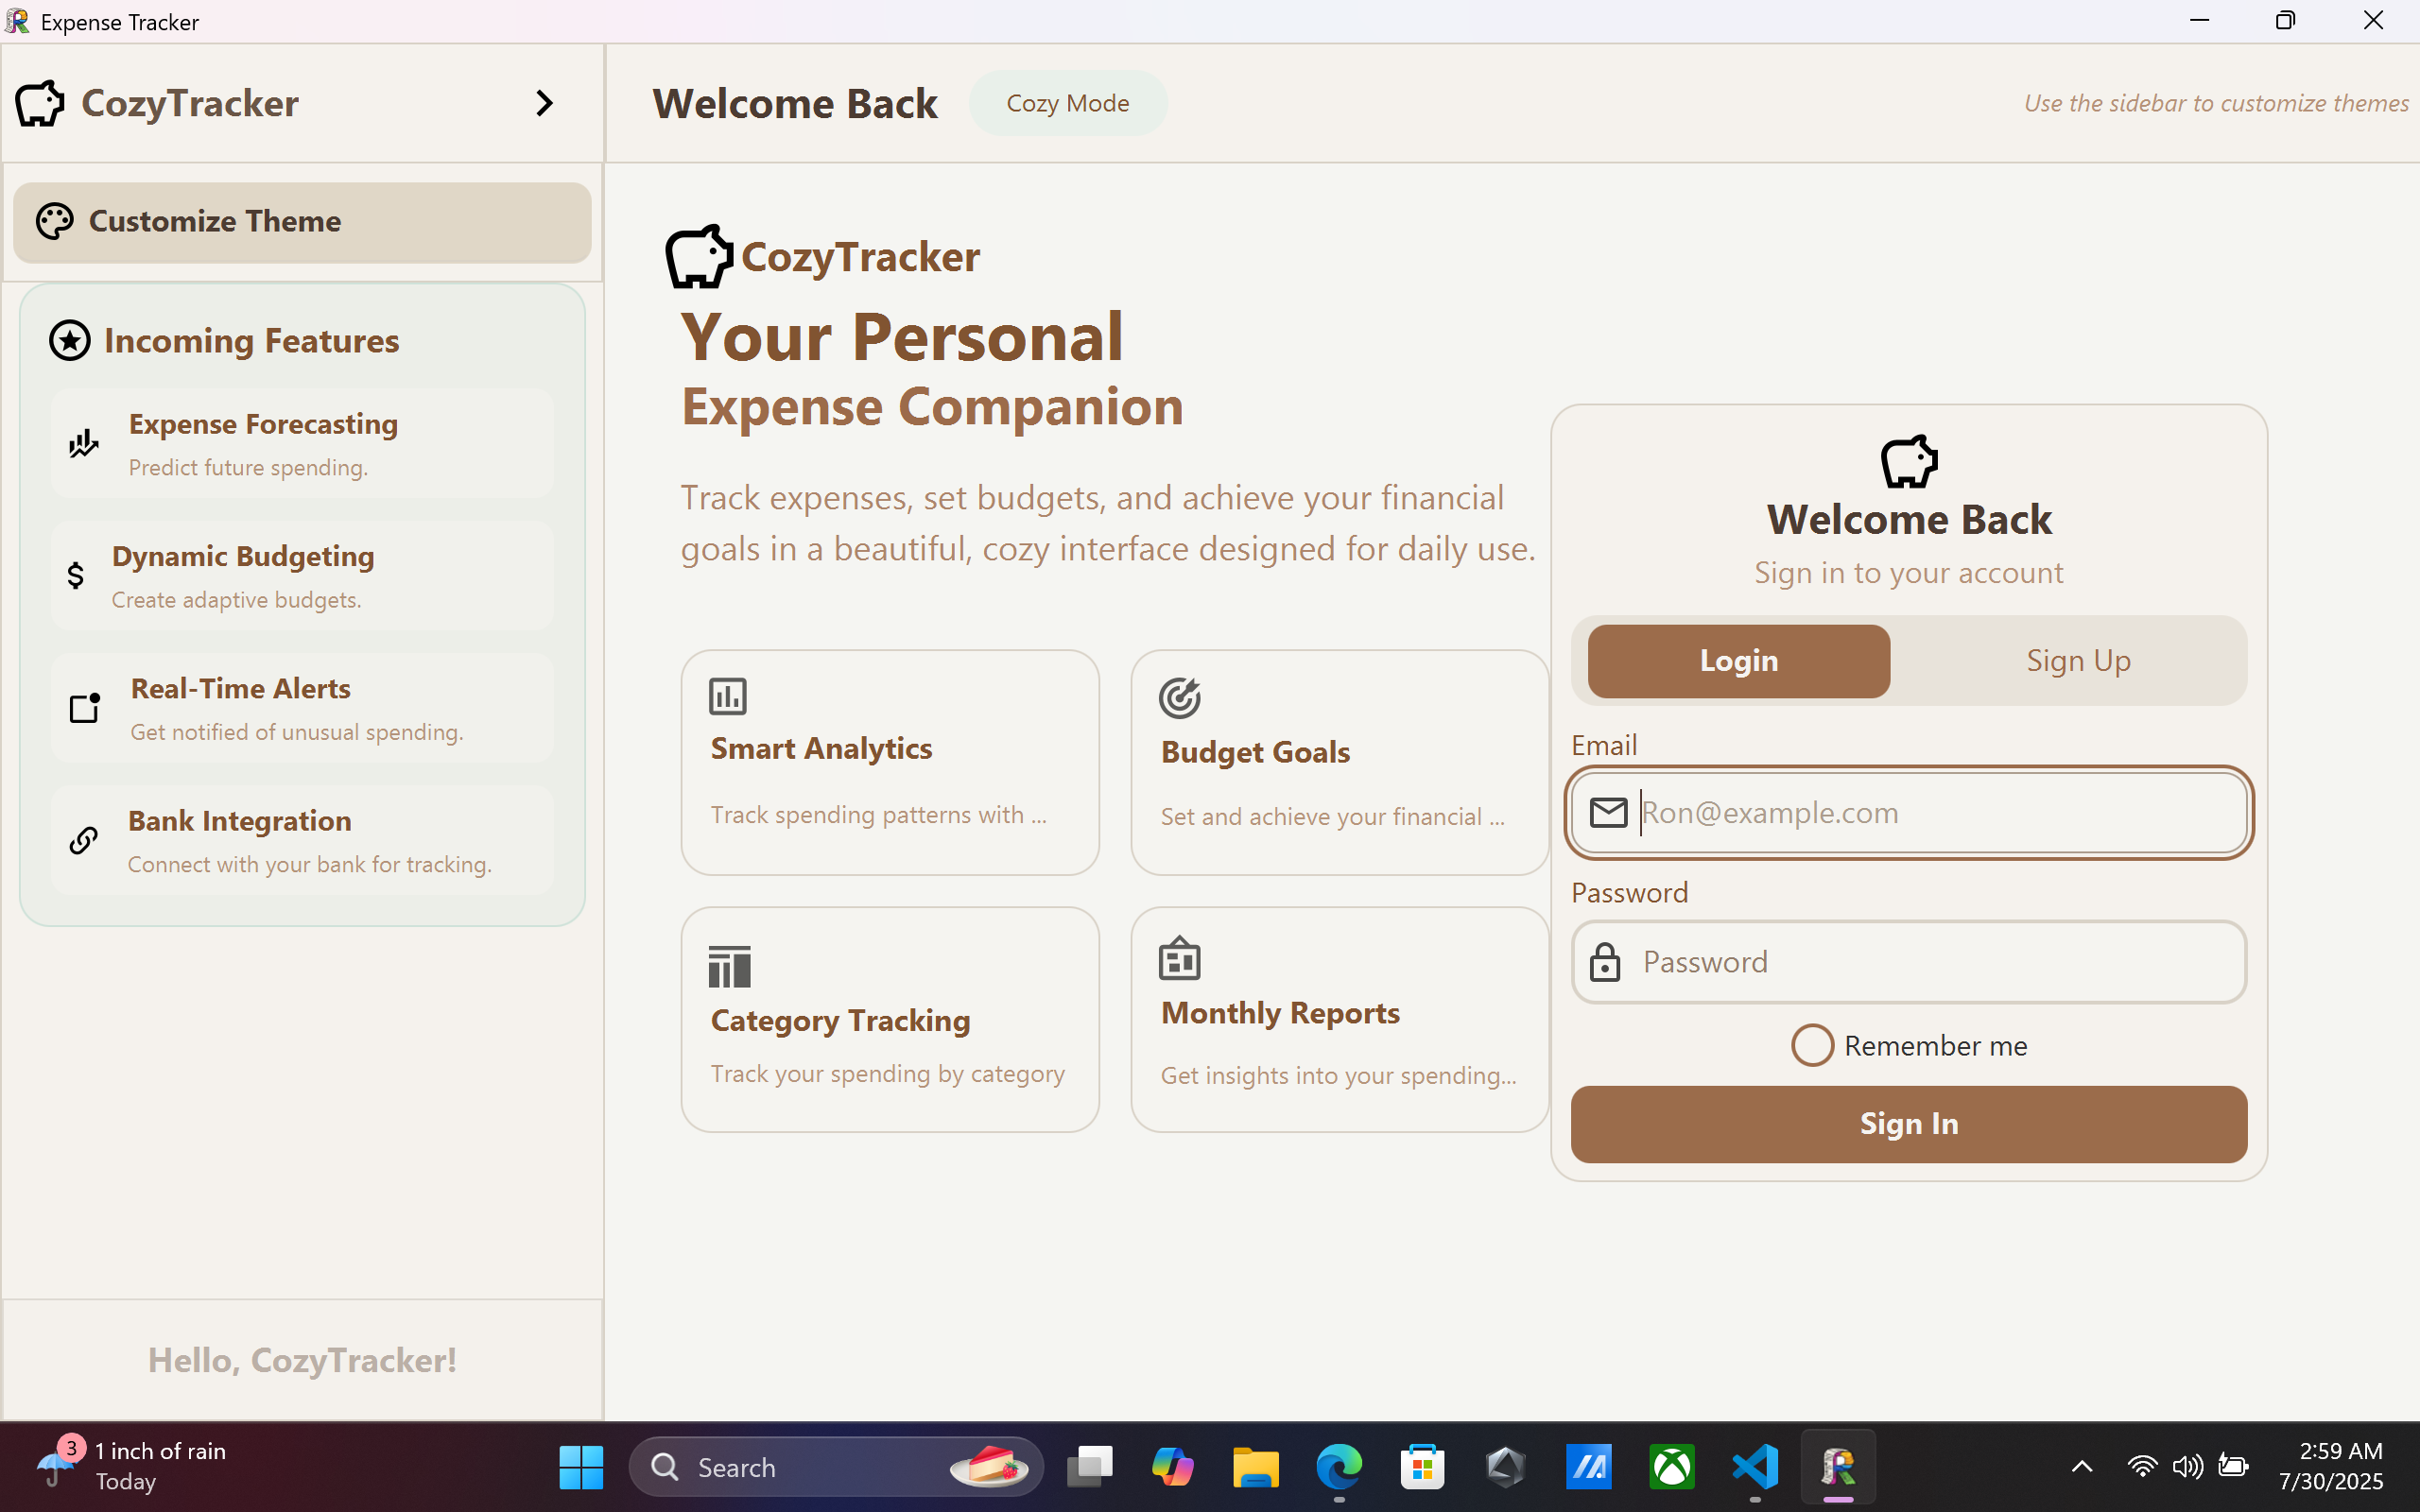 Expense Tracker
CozyTracker
Welcome Back
Cozy Mode
Use the sidebar to customize themes
Customize Theme
Incoming Features
Expense Forecasting
Predict future spending.
Dynamic Budgeting
Create adaptive budgets.
Real-Time Alerts
Get notified of unusual spending.
Bank Integration
Connect with your bank for tracking.
Hello, CozyTracker!
CozyTracker
Your Personal
Expense Companion
Track expenses, set budgets, and achieve your financial
goals in a beautiful, cozy interface designed for daily use.
Smart Analytics
Track spending patterns with ...
Budget Goals
Set and achieve your financial ...
Category Tracking
Track your spending by category
Monthly Reports
Get insights into your spending...
Welcome Back
Sign in to your account
Login
Sign Up
Email
Ron@example.com
Password
Password
Remember me
Sign In
3
1 inch of rain
Today
Search
2:59 AM
7/30/2025